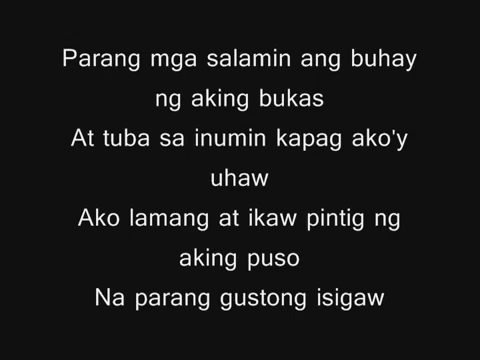 Parang mga salamin ang buhay
ng aking bukas
At tuba sa inumin kapag ako'y
uhaw
Ako lamang at ikaw pintig ng
aking puso
Na parang gustong isigaw